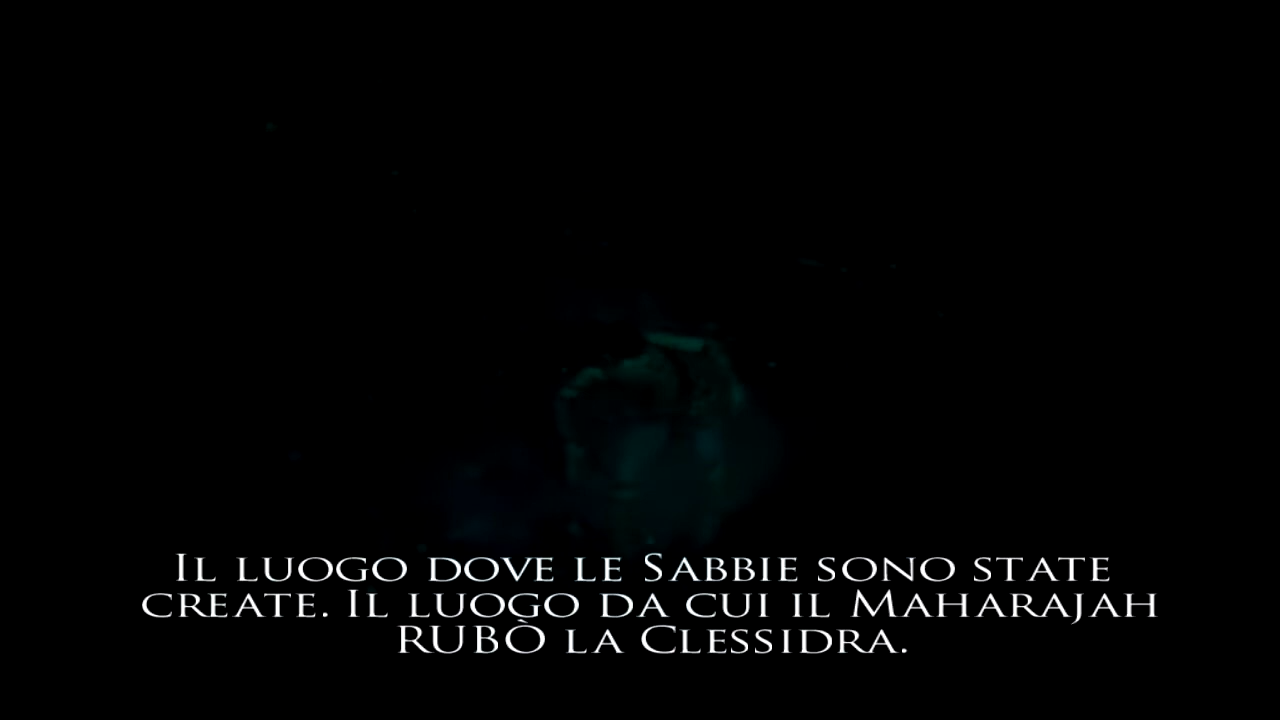 Il luogo dove le Sabbie sono state
create. Il luogo da cui il Maharajah
rubò la Clessidra.